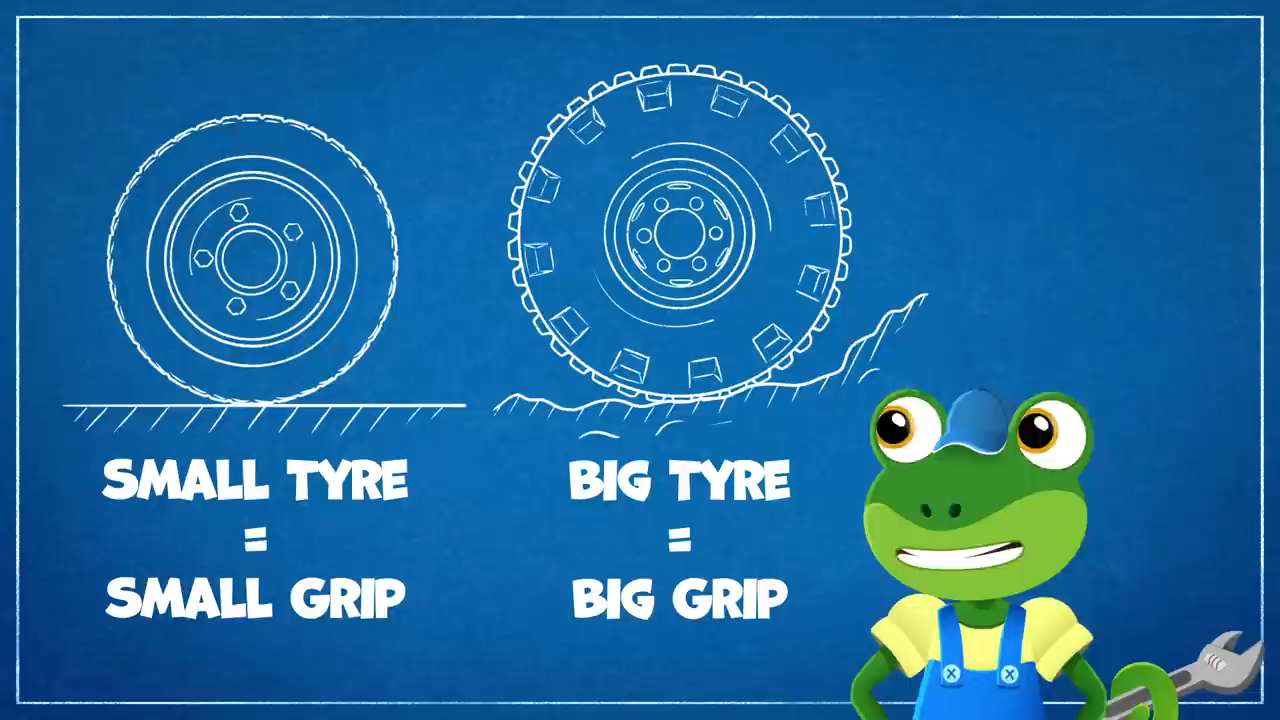 SMALL TYRE
=
SMALL GRIP
BIG TYRE
=
BIG GRIP